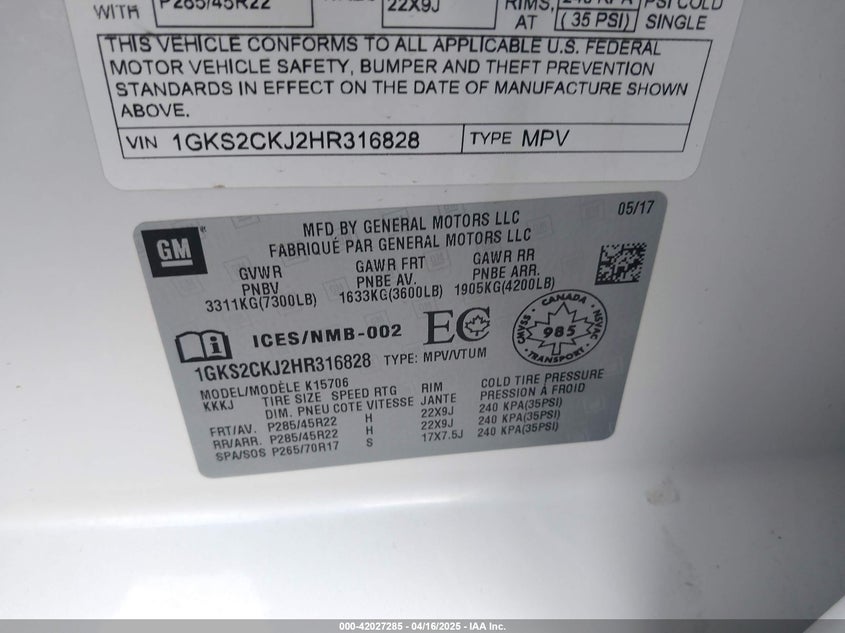 WITH P285/45R22 22X9J RIMS, 240 KPA PSI COLD
AT (35 PSI) SINGLE
THIS VEHICLE CONFORMS TO ALL APPLICABLE U.S. FEDERAL
MOTOR VEHICLE SAFETY, BUMPER AND THEFT PREVENTION
STANDARDS IN EFFECT ON THE DATE OF MANUFACTURE SHOWN
ABOVE.
VIN 1GKS2CKJ2HR316828 TYPE MPV
05/17
GM
MFD BY GENERAL MOTORS LLC
FABRIQUÉ PAR GENERAL MOTORS LLC
GVWR GAWR FRT GAWR RR
PNBV PNBE AV. PNBE ARR.
3311KG(7300LB) 1633KG(3600LB) 1905KG(4200LB)
ICES/NMB-002 EC
CANADA
CMVSS 985 NSVAC
TRANSPORT
1GKS2CKJ2HR316828 TYPE: MPV/VTUM
MODEL/MODÈLE K15706
KKKJ TIRE SIZE SPEED RTG RIM COLD TIRE PRESSURE
DIM. PNEU COTE VITESSE JANTE PRESSION A FROID
FRT/AV. P285/45R22 H 22X9J 240 KPA(35PSI)
RR/ARR. P285/45R22 H 22X9J 240 KPA(35PSI)
SPA/SOS P265/70R17 S 17X7.5J 240 KPA(35PSI)
000-42027285 - 04/16/2025 - IAA Inc.